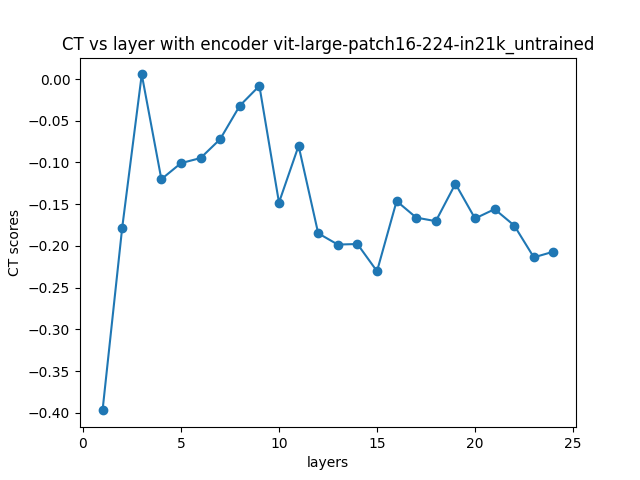 CT vs layer with encoder vit-large-patch16-224-in21k_untrained
CT scores
0.00
−0.05
−0.10
−0.15
−0.20
−0.25
−0.30
−0.35
−0.40
0 5 10 15 20 25
layers